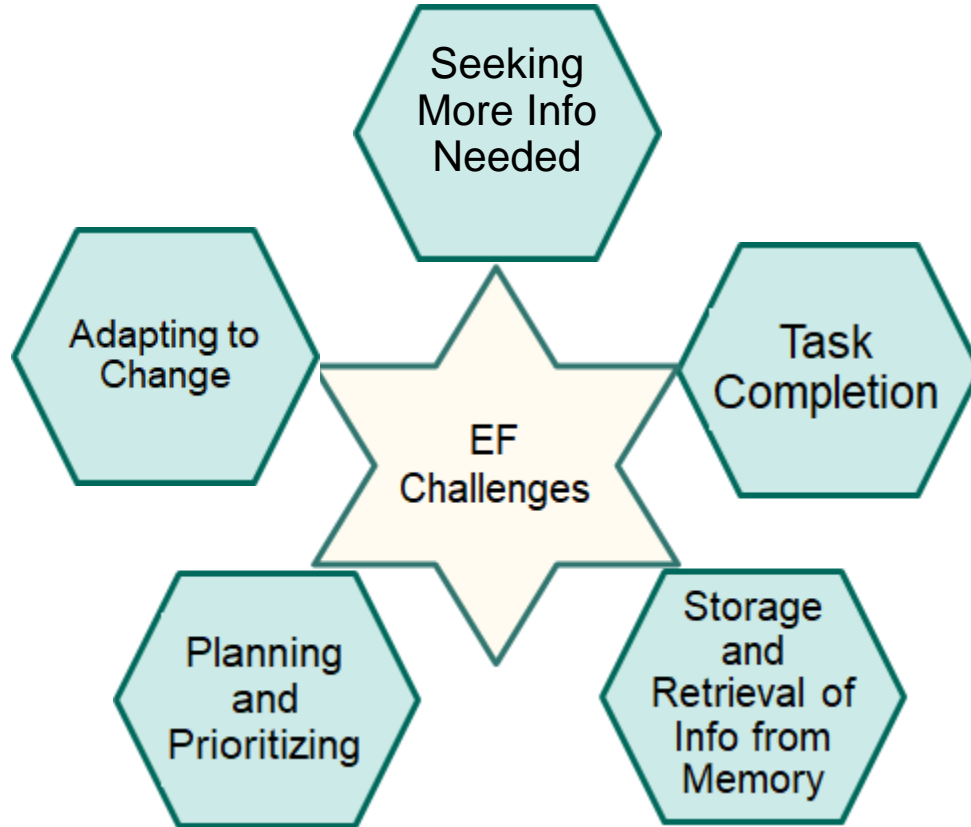 Seeking
More Info
Needed
Adapting to
Change
Task
Completion
EF
Challenges
Planning
and
Prioritizing
Storage
and
Retrieval of
Info from
Memory